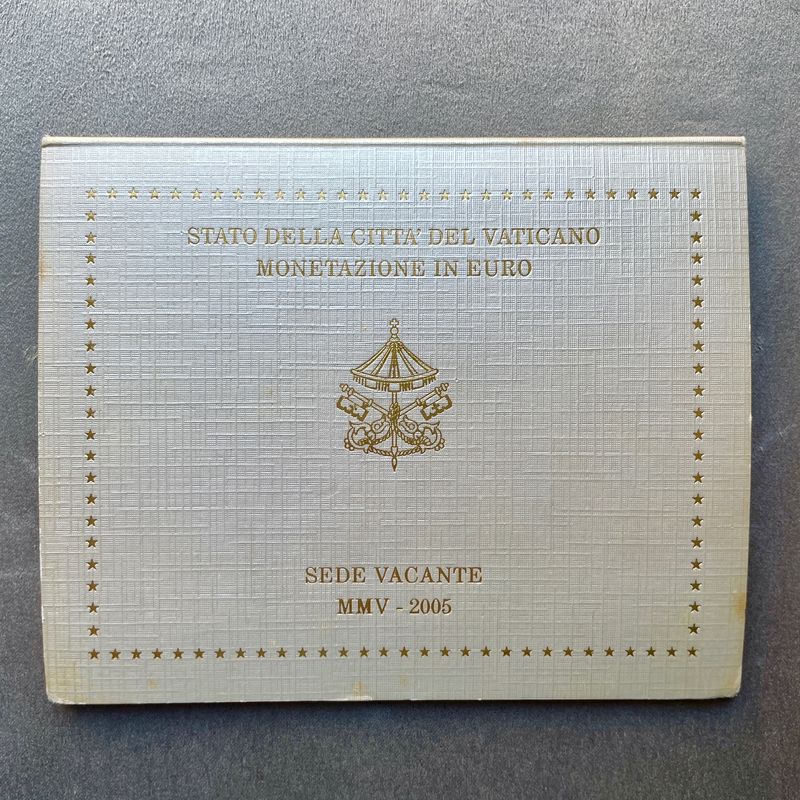 STATO DELLA CITTA' DEL VATICANO
MONETAZIONE IN EURO
SEDE VACANTE
MMV - 2005